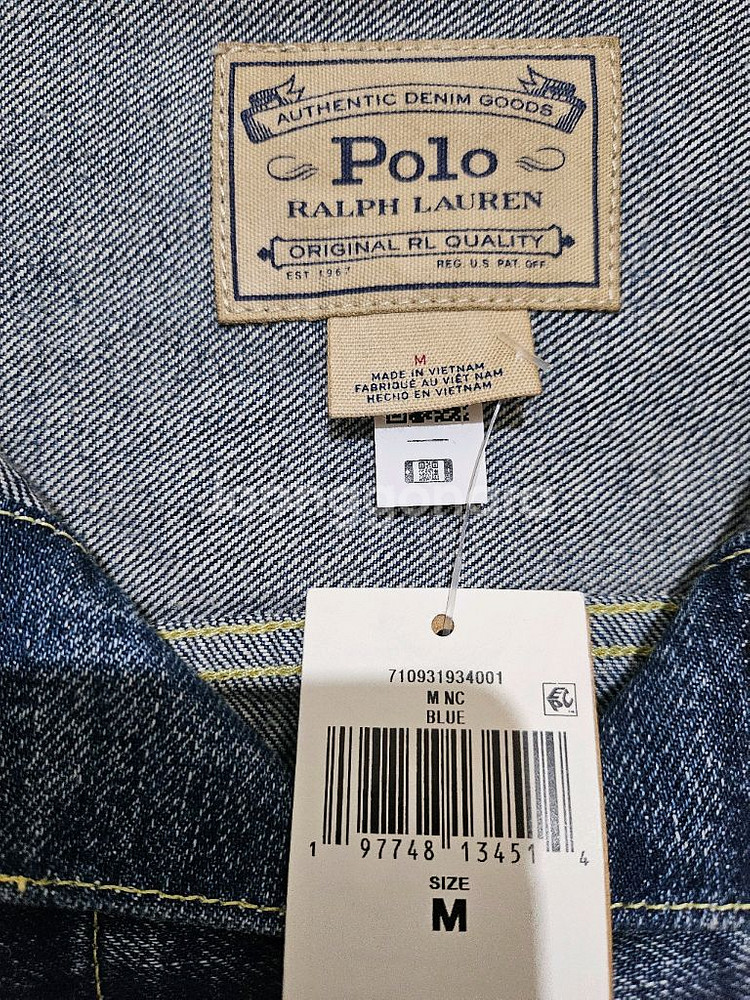 AUTHENTIC DENIM GOODS
Polo
RALPH LAUREN
ORIGINAL RL QUALITY
EST 1967 REG. U.S. PAT. OFF
M
MADE IN VIETNAM
FABRIQUÉ AU VIÊT NAM
HECHO EN VIETNAM
710931934001
M NC
BLUE
1 97748 13451 4
SIZE
M